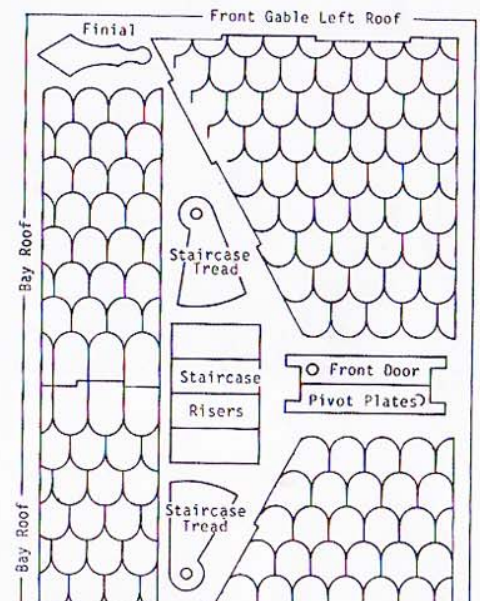 Front Gable Left Roof
Finial
Bay Roof
Staircase
Tread
Staircase
Risers
Front Door
Pivot Plates
Staircase
Tread
Bay Roof